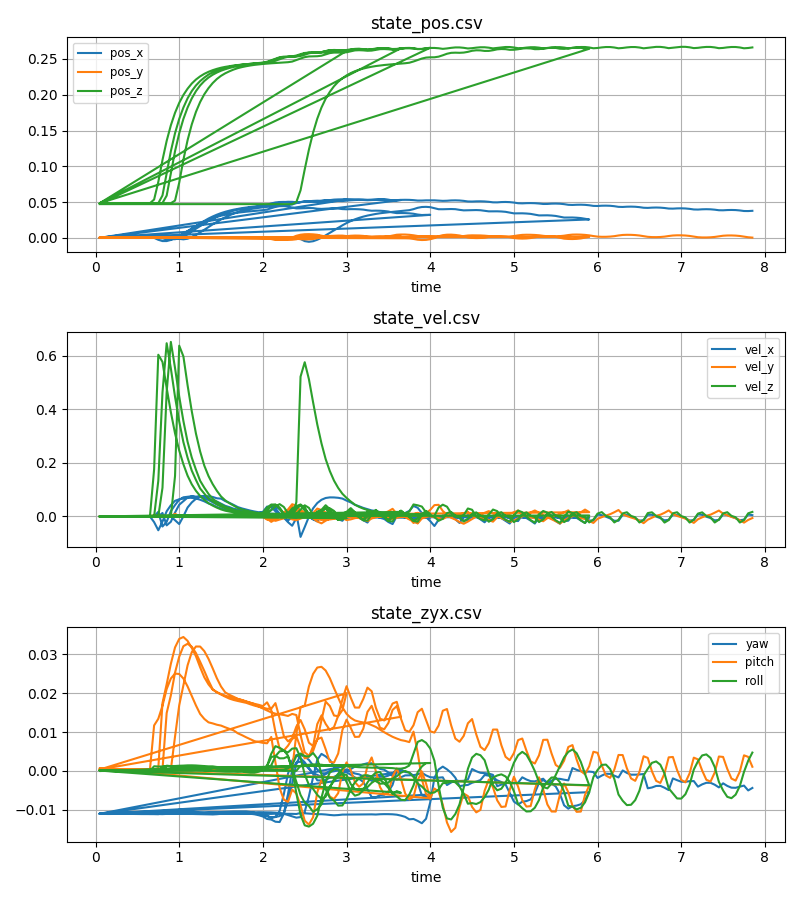 state_pos.csv
0.25
0.20
0.15
0.10
0.05
0.00
pos_x
pos_y
pos_z
0 1 2 3 4 5 6 7 8
time
state_vel.csv
0.6
0.4
0.2
0.0
vel_x
vel_y
vel_z
0 1 2 3 4 5 6 7 8
time
state_zyx.csv
0.03
0.02
0.01
0.00
−0.01
yaw
pitch
roll
0 1 2 3 4 5 6 7 8
time